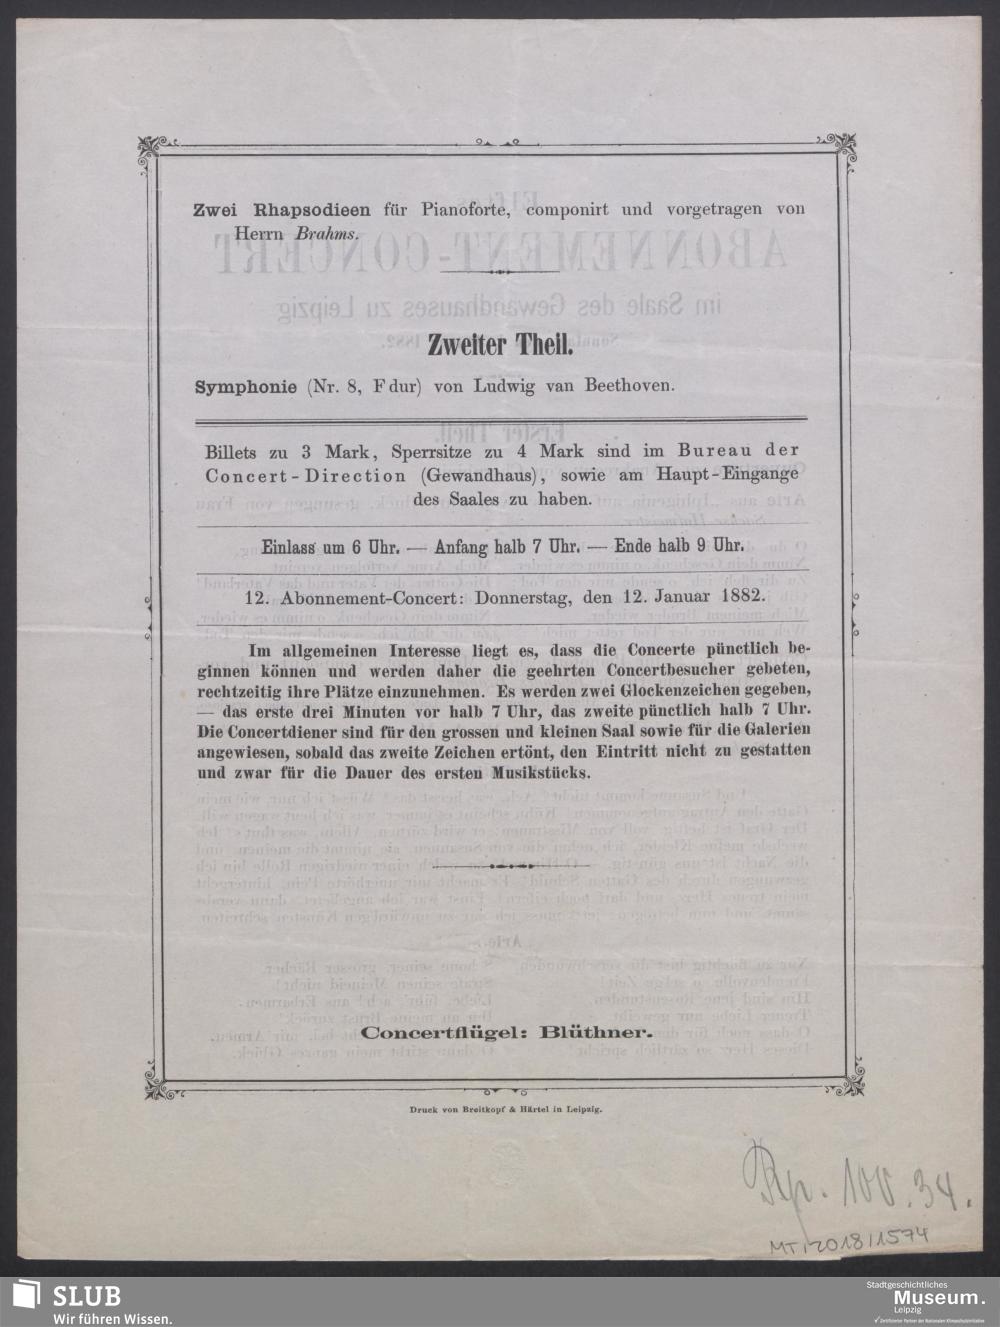 Zwei Rhapsodieen für Pianoforte, componirt und vorgetragen von
Herrn Brahms.
Zweiter Theil.
Symphonie (Nr. 8, F dur) von Ludwig van Beethoven.
Billets zu 3 Mark, Sperrsitze zu 4 Mark sind im Bureau der
Concert-Direction (Gewandhaus), sowie am Haupt-Eingange
des Saales zu haben.
Einlass um 6 Uhr. — Anfang halb 7 Uhr. — Ende halb 9 Uhr.
12. Abonnement-Concert: Donnerstag, den 12. Januar 1882.
Im allgemeinen Interesse liegt es, dass die Concerte pünctlich be-
ginnen können und werden daher die geehrten Concertbesucher gebeten,
rechtzeitig ihre Plätze einzunehmen. Es werden zwei Glockenzeichen gegeben,
— das erste drei Minuten vor halb 7 Uhr, das zweite pünctlich halb 7 Uhr.
Die Concertdiener sind für den grossen und kleinen Saal sowie für die Galerien
angewiesen, sobald das zweite Zeichen ertönt, den Eintritt nicht zu gestatten
und zwar für die Dauer des ersten Musikstücks.
Concertflügel: Blüthner.
Druck von Breitkopf & Härtel in Leipzig.
MT/2018/1574
SLUB
Wir führen Wissen.
Stadtgeschichtliches
Museum.
Leipzig
Zertifizierter Partner der Nationalen Klimaschutzinitiative